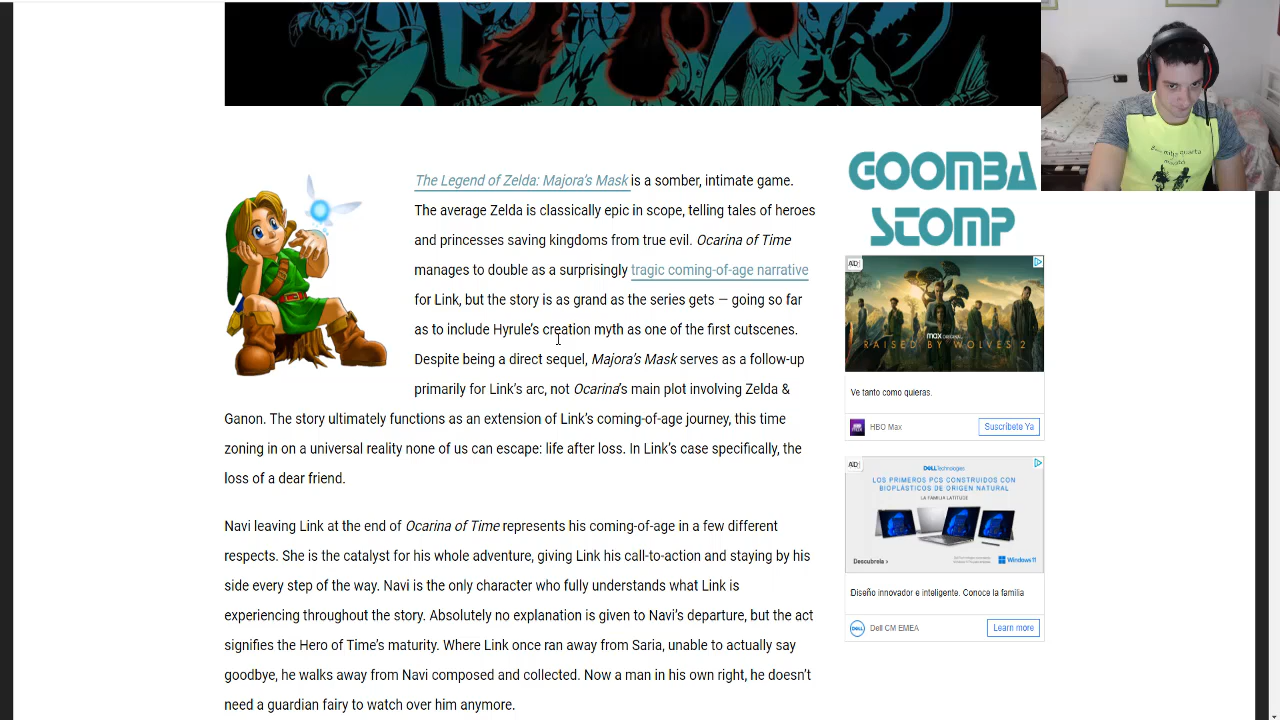 The Legend of Zelda: Majora's Mask is a somber, intimate game.
The average Zelda is classically epic in scope, telling tales of heroes
and princesses saving kingdoms from true evil. Ocarina of Time
manages to double as a surprisingly tragic coming-of-age narrative
for Link, but the story is as grand as the series gets — going so far
as to include Hyrule's creation myth as one of the first cutscenes.
Despite being a direct sequel, Majora's Mask serves as a follow-up
primarily for Link's arc, not Ocarina's main plot involving Zelda &
Ganon. The story ultimately functions as an extension of Link's coming-of-age journey, this time
zoning in on a universal reality none of us can escape: life after loss. In Link's case specifically, the
loss of a dear friend.
Navi leaving Link at the end of Ocarina of Time represents his coming-of-age in a few different
respects. She is the catalyst for his whole adventure, giving Link his call-to-action and staying by his
side every step of the way. Navi is the only character who fully understands what Link is
experiencing throughout the story. Absolutely no explanation is given to Navi's departure, but the act
signifies the Hero of Time's maturity. Where Link once ran away from Saria, unable to actually say
goodbye, he walks away from Navi composed and collected. Now a man in his own right, he doesn't
need a guardian fairy to watch over him anymore.
GOOMBA
STOMP
AD
max ORIGINAL
RAISED BY WOLVES 2
Ve tanto como quieras.
HBO Max
Suscríbete Ya
AD
DELL Technologies
LOS PRIMEROS PCS CONSTRUIDOS CON
BIOPLÁSTICOS DE ORIGEN NATURAL.
LA FAMILIA LATITUDE
Descubrela >
Windows 11
Diseño innovador e inteligente. Conoce la familia
DELL
Dell CM EMEA
Learn more